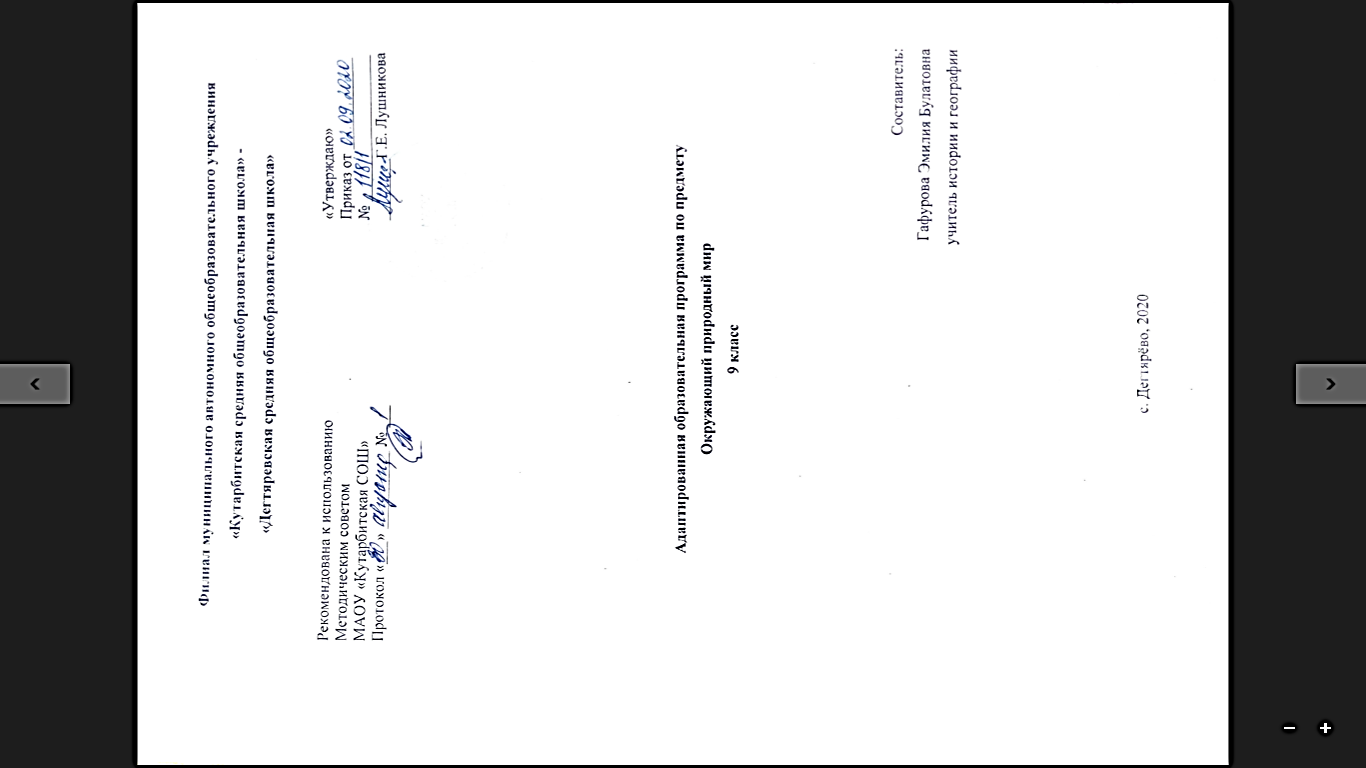 Филиал муниципального автономного общеобразовательного учреждения
«Кутарбитская средняя общеобразовательная школа» -
«Дегтяревская средняя общеобразовательная школа»
Рекомендована к использованию
Методическим советом
МАОУ «Кутарбитская СОШ»
Протокол «30» августа № 1
«Утверждаю»
Приказ от 02.09.2020
№ 118/1
Г.Е. Лушникова
Адаптированная образовательная программа по предмету
Окружающий природный мир
9 класс
Составитель:
Гафурова Эмилия Булатовна
учитель истории и географии
с. Дегтярёво, 2020